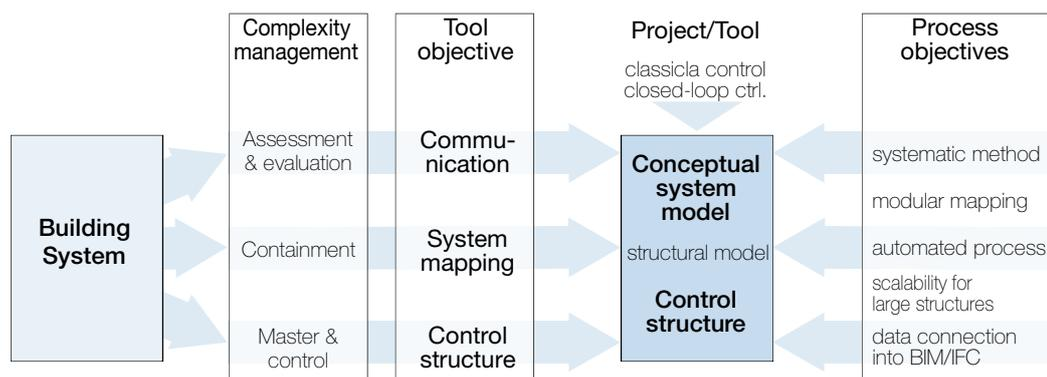 Complexity
management
Tool
objective
Project/Tool
classicla control
closed-loop ctrl.
Process
objectives
Building
System
Assessment
& evaluation
Containment
Master &
control
Commu-
nication
System
mapping
Control
structure
Conceptual
system
model
structural model
Control
structure
systematic method
modular mapping
automated process
scalability for
large structures
data connection
into BIM/IFC